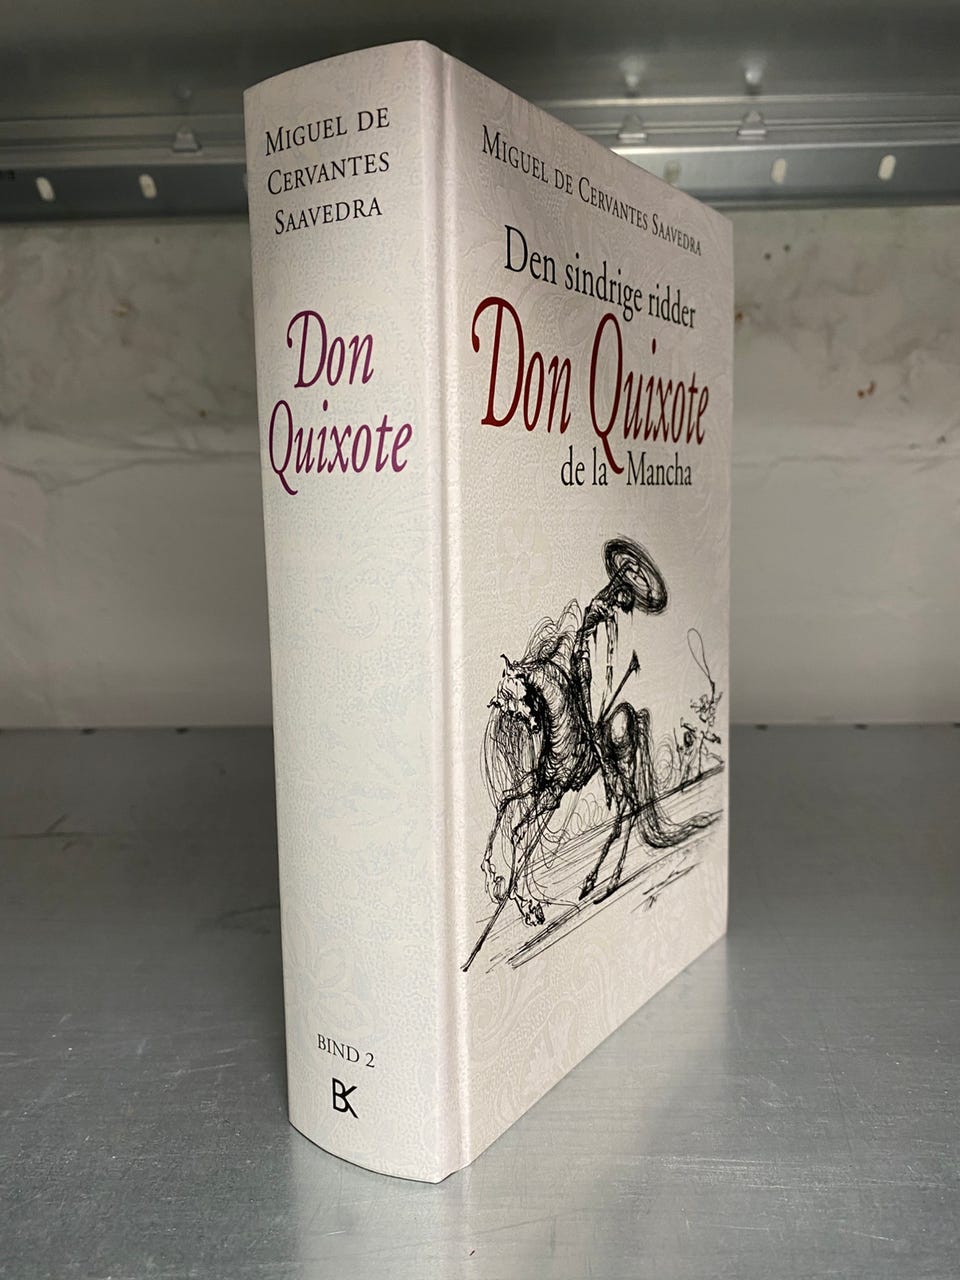 MIGUEL DE
CERVANTES
SAAVEDRA
Don
Quixote
BIND 2
BK
MIGUEL DE CERVANTES SAAVEDRA
Den sindrige ridder
Don Quixote
de la Mancha